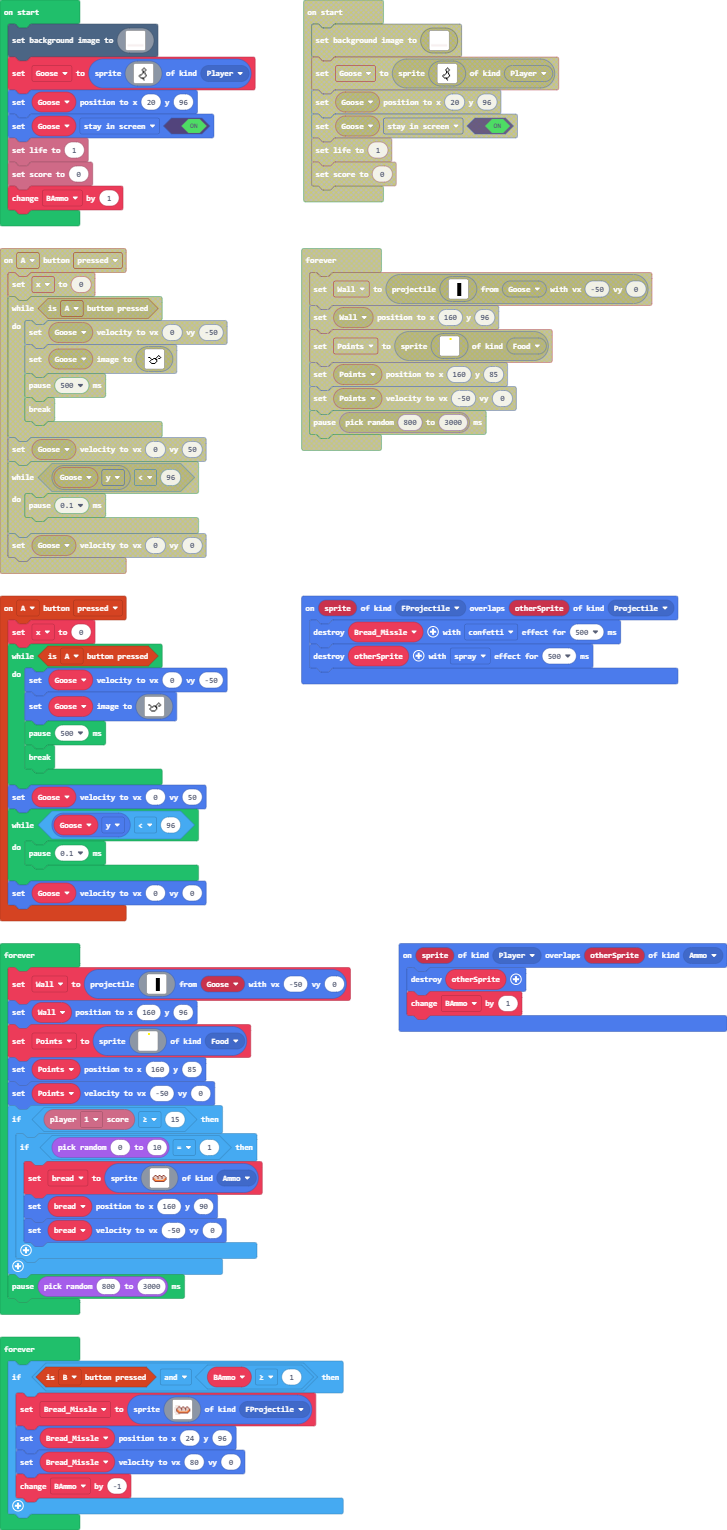 on start
set background image to
set Goose to sprite of kind Player
set Goose position to x 20 y 96
set Goose stay in screen ON
set life to 1
set score to 0
change BAmmo by 1
on start
set background image to
set Goose to sprite of kind Player
set Goose position to x 20 y 96
set Goose stay in screen ON
set life to 1
set score to 0
on A button pressed
set x to 0
while is A button pressed
do set Goose velocity to vx 0 vy -50
set Goose image to
pause 500 ms
break
set Goose velocity to vx 0 vy 50
while Goose y < 96
do pause 0.1 ms
set Goose velocity to vx 0 vy 0
forever
set Wall to projectile from Goose with vx -50 vy 0
set Wall position to x 160 y 96
set Points to sprite of kind Food
set Points position to x 160 y 85
set Points velocity to vx -50 vy 0
pause pick random 800 to 3000 ms
on A button pressed
set x to 0
while is A button pressed
do set Goose velocity to vx 0 vy -50
set Goose image to
pause 500 ms
break
set Goose velocity to vx 0 vy 50
while Goose y < 96
do pause 0.1 ms
set Goose velocity to vx 0 vy 0
on sprite of kind FProjectile overlaps otherSprite of kind Projectile
destroy Bread_Missle with confetti effect for 500 ms
destroy otherSprite with spray effect for 500 ms
forever
set Wall to projectile from Goose with vx -50 vy 0
set Wall position to x 160 y 96
set Points to sprite of kind Food
set Points position to x 160 y 85
set Points velocity to vx -50 vy 0
if player 1 score ≥ 15 then
if pick random 0 to 10 = 1 then
set bread to sprite of kind Ammo
set bread position to x 160 y 90
set bread velocity to vx -50 vy 0
pause pick random 800 to 3000 ms
on sprite of kind Player overlaps otherSprite of kind Ammo
destroy otherSprite
change BAmmo by 1
forever
if is B button pressed and BAmmo ≥ 1 then
set Bread_Missle to sprite of kind FProjectile
set Bread_Missle position to x 24 y 96
set Bread_Missle velocity to vx 80 vy 0
change BAmmo by -1